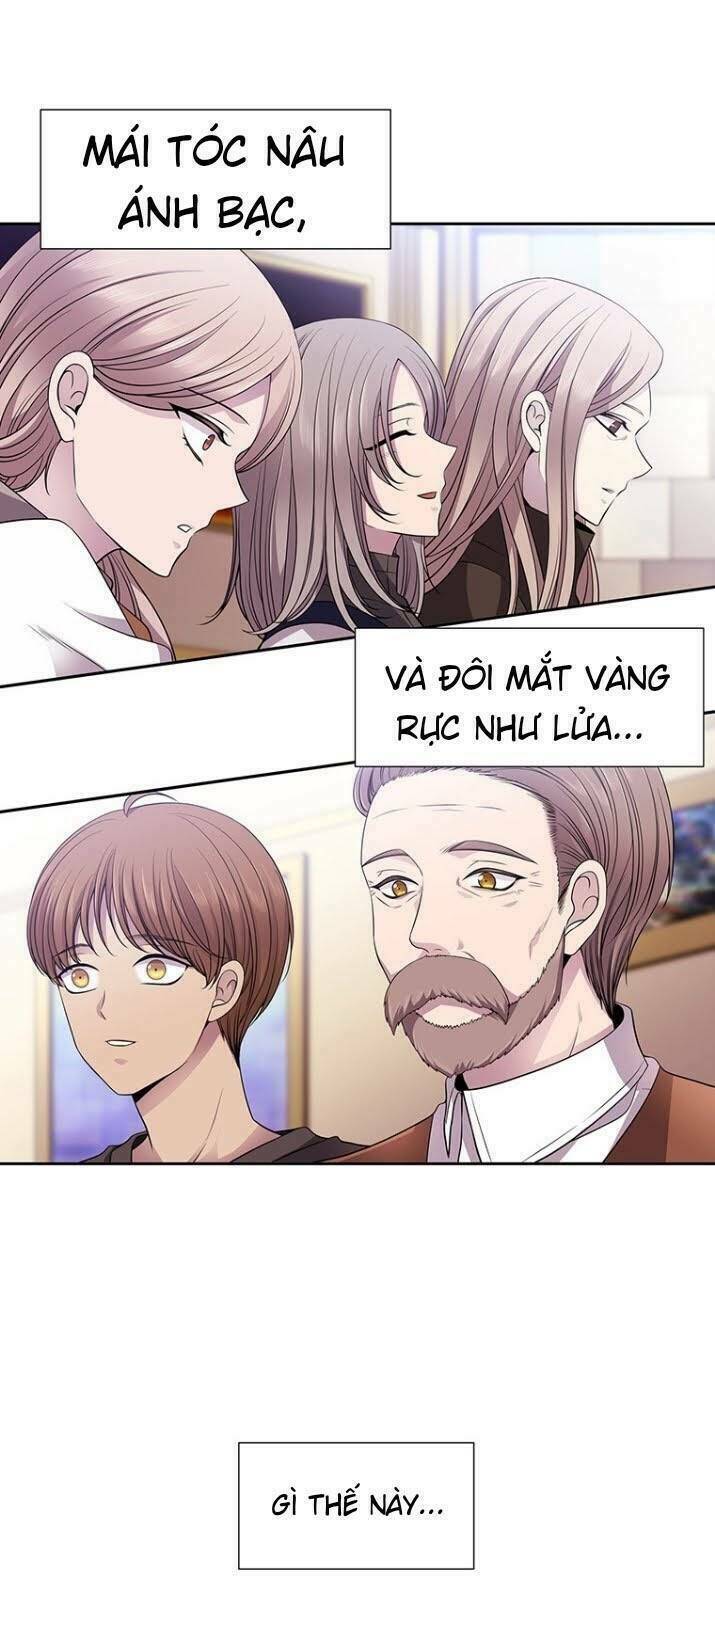 MÁI TÓC NÂU
ÁNH BẠC,
VÀ ĐÔI MẮT VÀNG
RỰC NHƯ LỬA...
GÌ THẾ NÀY...